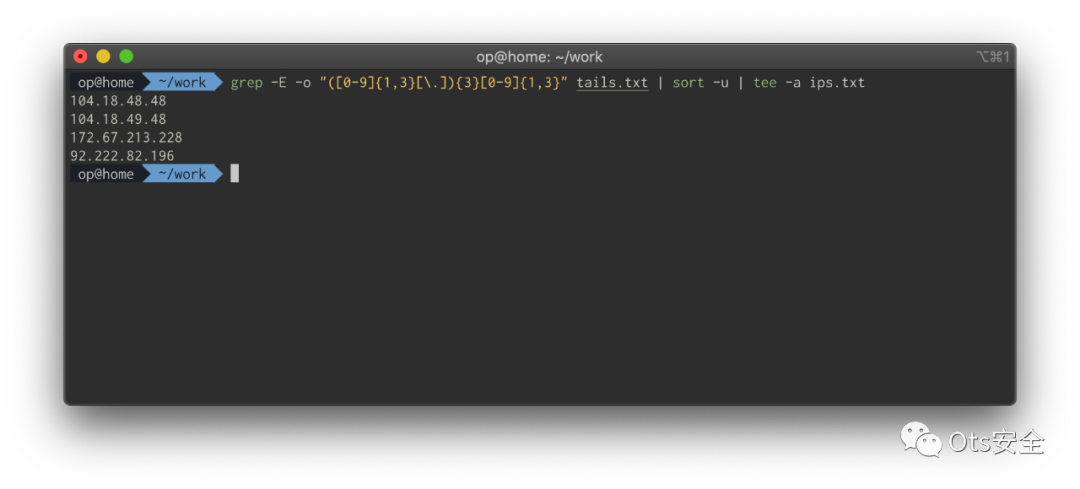 op@home: ~/work
⌥⌘1
op@home ~/work grep -E -o "([0-9]{1,3}[\.]){3}[0-9]{1,3}" tails.txt | sort -u | tee -a ips.txt
104.18.48.48
104.18.49.48
172.67.213.228
92.222.82.196
op@home ~/work
Ots安全